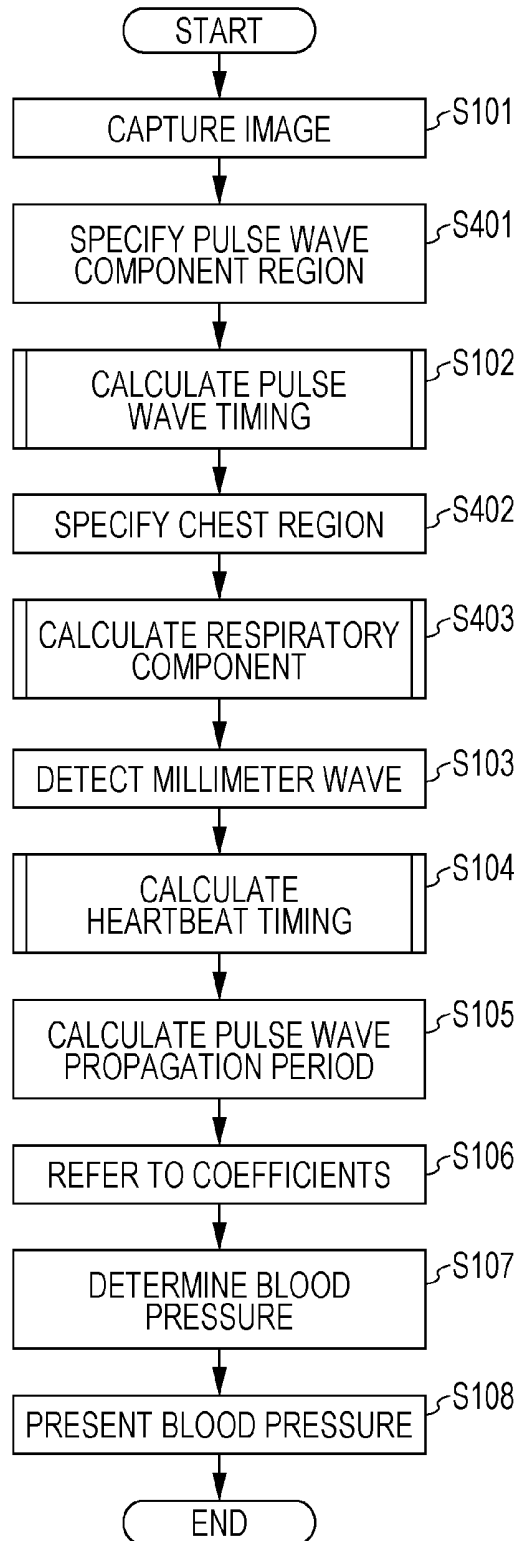 START
CAPTURE IMAGE
S101
SPECIFY PULSE WAVE
COMPONENT REGION
S401
CALCULATE PULSE
WAVE TIMING
S102
SPECIFY CHEST REGION
S402
CALCULATE RESPIRATORY
COMPONENT
S403
DETECT MILLIMETER WAVE
S103
CALCULATE
HEARTBEAT TIMING
S104
CALCULATE PULSE WAVE
PROPAGATION PERIOD
S105
REFER TO COEFFICIENTS
S106
DETERMINE BLOOD
PRESSURE
S107
PRESENT BLOOD PRESSURE
S108
END